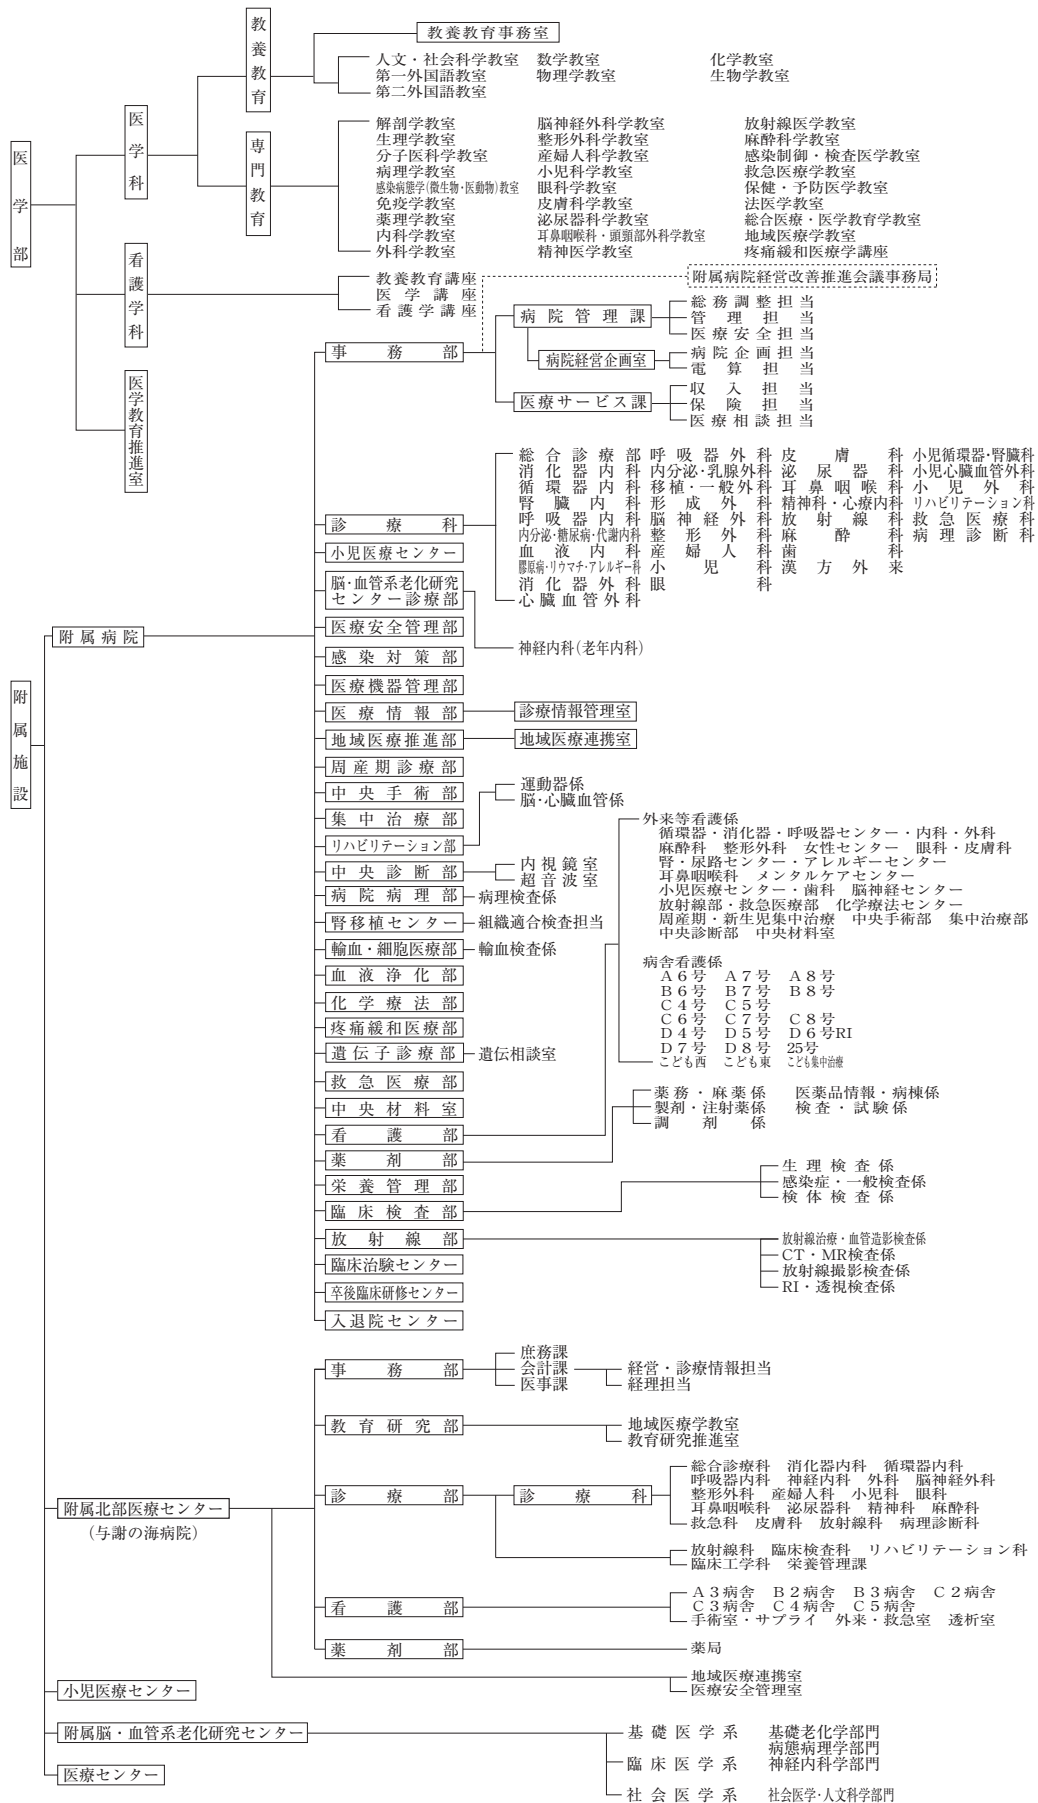 医学部
医学科
教養教育
教養教育事務室
人文・社会科学教室 数学教室 化学教室
第一外国語教室 物理学教室 生物学教室
第二外国語教室
専門教育
解剖学教室 脳神経外科学教室 放射線医学教室
生理学教室 整形外科学教室 麻酔科学教室
分子医科学教室 産婦人科学教室 感染制御・検査医学教室
病理学教室 小児科学教室 救急医療学教室
感染病態学(微生物・医動物)教室 眼科学教室 保健・予防医学教室
免疫学教室 皮膚科学教室 法医学教室
薬理学教室 泌尿器科学教室 総合医療・医学教育学教室
内科学教室 耳鼻咽喉科・頭頸部外科学教室 地域医療学教室
外科学教室 精神医学教室 疼痛緩和医療学講座
看護学科
教養教育講座
医学講座
看護学講座
医学教育推進室
附属施設
附属病院
事務部
附属病院経営改善推進会議事務局
病院管理課
総務調整担当
管理担当
医療安全担当
病院経営企画室
病院企画担当
電算担当
医療サービス課
収入担当
保険担当
医療相談担当
診療科
総合診療部 呼吸器外科 皮膚科 小児循環器・腎臓科
消化器内科 内分泌・乳腺外科 泌尿器科 小児心臓血管外科
循環器内科 移植・一般外科 耳鼻咽喉科 小児外科
腎臓内科 形成外科 精神科・心療内科 リハビリテーション科
呼吸器内科 脳神経外科 放射線科 救急医療科
内分泌・糖尿病・代謝内科 整形外科 麻酔科 病理診断科
血液内科 産婦人科 歯科
膠原病・リウマチ・アレルギー科 小児科 漢方外来
消化器外科 眼科
心臓血管外科
小児医療センター
脳・血管系老化研究
センター診療部
神経内科(老年内科)
医療安全管理部
感染対策部
医療機器管理部
医療情報部 診療情報管理室
地域医療推進部 地域医療連携室
周産期診療部
中央手術部
集中治療部
リハビリテーション部
運動器係
脳・心臓血管係
中央診断部
内視鏡室
超音波室
病院病理部 病理検査係
腎移植センター 組織適合検査担当
輸血・細胞医療部 輸血検査係
血液浄化部
化学療法部
疼痛緩和医療部
遺伝子診療部 遺伝相談室
救急医療部
中央材料室
看護部
外来等看護係
循環器・消化器・呼吸器センター・内科・外科
麻酔科 整形外科 女性センター 眼科・皮膚科
腎・尿路センター・アレルギーセンター
耳鼻咽喉科 メンタルケアセンター
小児医療センター・歯科 脳神経センター
放射線部・救急医療部 化学療法センター
周産期・新生児集中治療 中央手術部 集中治療部
中央診断部 中央材料室
病舎看護係
A6号 A7号 A8号
B6号 B7号 B8号
C4号 C5号
C6号 C7号 C8号
D4号 D5号 D6号RI
D7号 D8号 25号
こども西 こども東 こども集中治療
薬剤部
薬務・麻薬係 医薬品情報・病棟係
製剤・注射薬係 検査・試験係
調剤係
栄養管理部
臨床検査部
生理検査係
感染症・一般検査係
検体検査係
放射線部
放射線治療・血管造影検査係
CT・MR検査係
放射線撮影検査係
RI・透視検査係
臨床治験センター
卒後臨床研修センター
入退院センター
附属北部医療センター
(与謝の海病院)
事務部
庶務課
会計課
医事課
経営・診療情報担当
経理担当
教育研究部
地域医療学教室
教育研究推進室
診療部
診療科
総合診療科 消化器内科 循環器内科
呼吸器内科 神経内科 外科 脳神経外科
整形外科 産婦人科 小児科 眼科
耳鼻咽喉科 泌尿器科 精神科 麻酔科
救急科 皮膚科 放射線科 病理診断科
放射線科 臨床検査科 リハビリテーション科
臨床工学科 栄養管理課
看護部
A3病舎 B2病舎 B3病舎 C2病舎
C3病舎 C4病舎 C5病舎
手術室・サプライ 外来・救急室 透析室
薬剤部 薬局
地域医療連携室
医療安全管理室
小児医療センター
附属脳・血管系老化研究センター
基礎医学系 基礎老化学部門
病態病理学部門
臨床医学系 神経内科学部門
社会医学系 社会医学・人文科学部門
医療センター